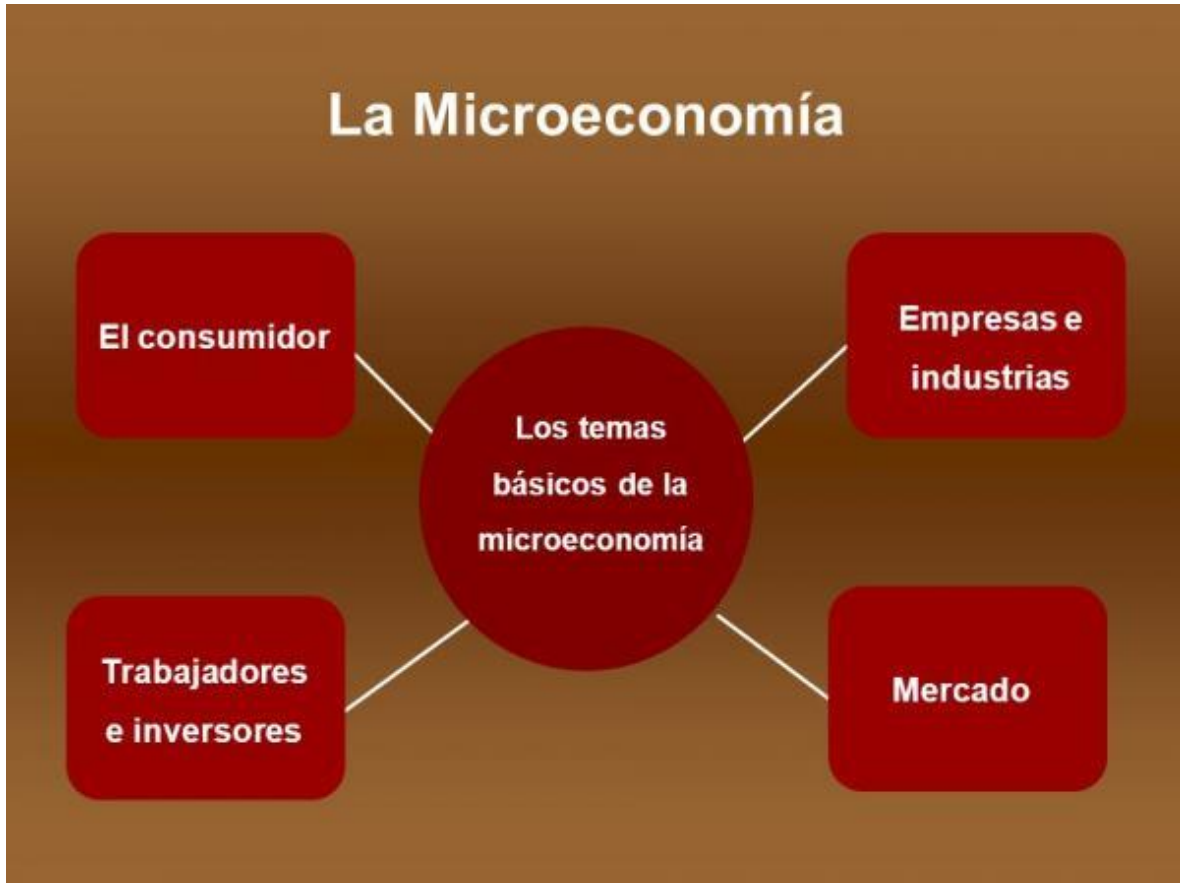 La Microeconomía
El consumidor
Empresas e
industrias
Los temas
básicos de la
microeconomía
Trabajadores
e inversores
Mercado